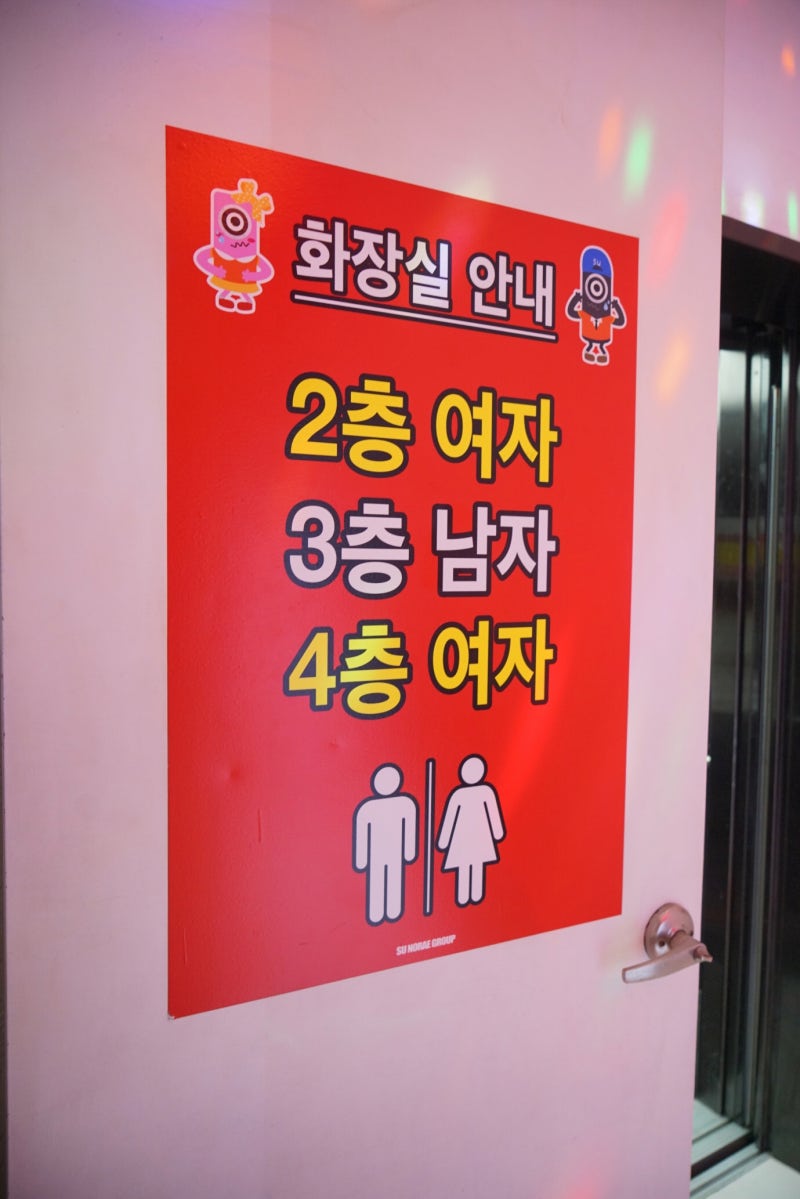 화장실 안내
su
2층 여자
3층 남자
4층 여자
SU NORAE GROUP